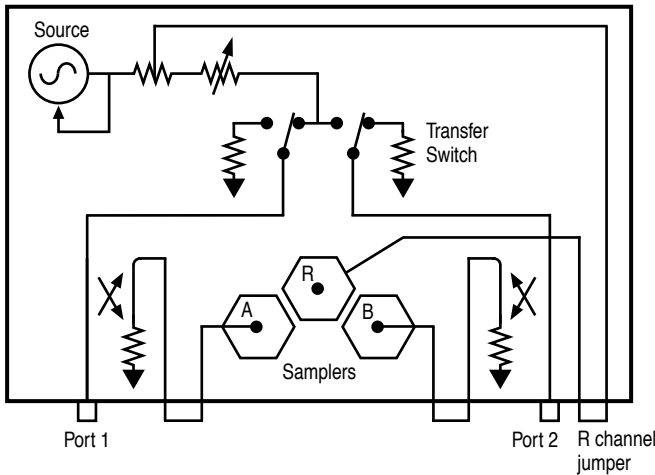 Source
Transfer
Switch
R
A
B
Samplers
Port 1
Port 2
R channel
jumper